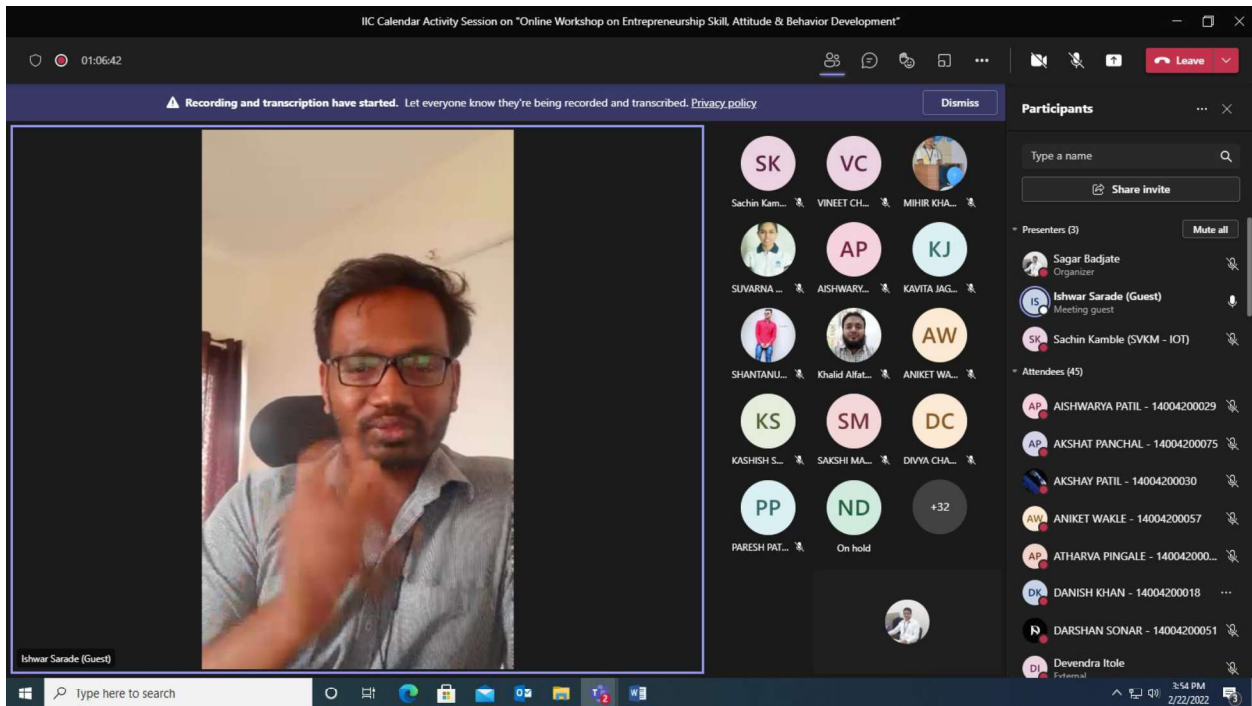 IIC Calendar Activity Session on "Online Workshop on Entrepreneurship Skill, Attitude & Behavior Development"
01:06:42
Leave
Recording and transcription have started. Let everyone know they're being recorded and transcribed. Privacy policy
Dismiss
Ishwar Sarade (Guest)
SK
VC
Sachin Kam...
VINEET CH...
MIHIR KHA...
AP
KJ
SUVARNA ...
AISHWARY...
KAVITA JAG...
AW
SHANTANU...
Khalid Alfat...
ANIKET WA...
KS
SM
DC
KASHISH S...
SAKSHI MA...
DIVYA CHA...
PP
ND
+32
PARESH PAT...
On hold
Participants
Type a name
Share invite
Presenters (3)
Mute all
Sagar Badjate
Organizer
IS
Ishwar Sarade (Guest)
Meeting guest
SK
Sachin Kamble (SVKM - IOT)
Attendees (45)
AP
AISHWARYA PATIL - 14004200029
AP
AKSHAT PANCHAL - 14004200075
AKSHAY PATIL - 14004200030
AW
ANIKET WAKLE - 14004200057
AP
ATHARVA PINGALE - 140042000...
DK
DANISH KHAN - 14004200018
DARSHAN SONAR - 14004200051
DI
Devendra Itole
External
Type here to search
2
3:54 PM
2/22/2022
3